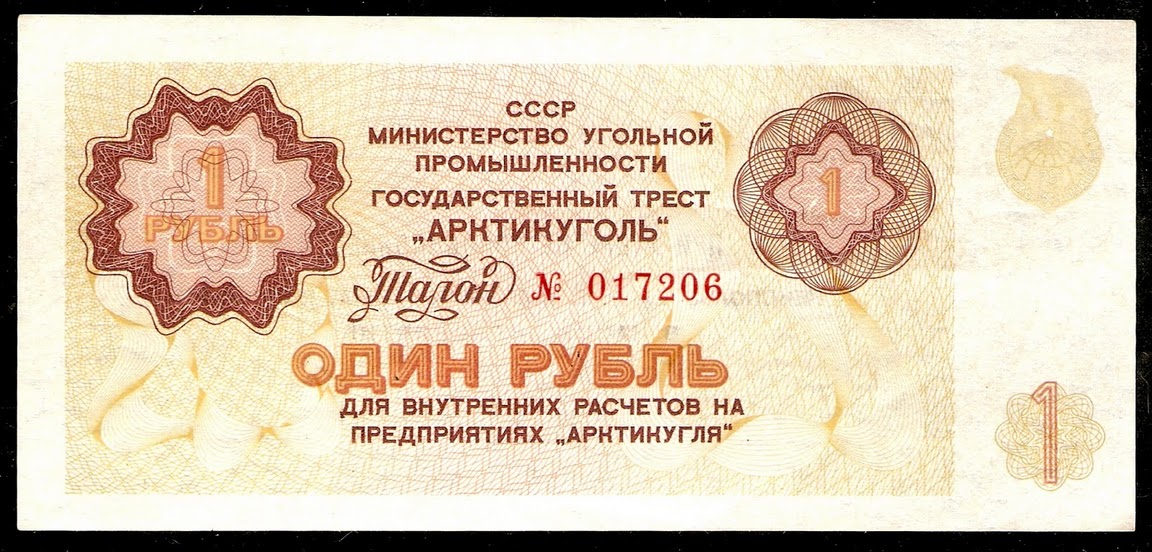 СССР
МИНИСТЕРСТВО УГОЛЬНОЙ
ПРОМЫШЛЕННОСТИ
ГОСУДАРСТВЕННЫЙ ТРЕСТ
„АРКТИКУГОЛЬ“
Талон № 017206
1
РУБЛЬ
1
ОДИН РУБЛЬ
ДЛЯ ВНУТРЕННИХ РАСЧЕТОВ НА
ПРЕДПРИЯТИЯХ „АРКТИКУГЛЯ“
1